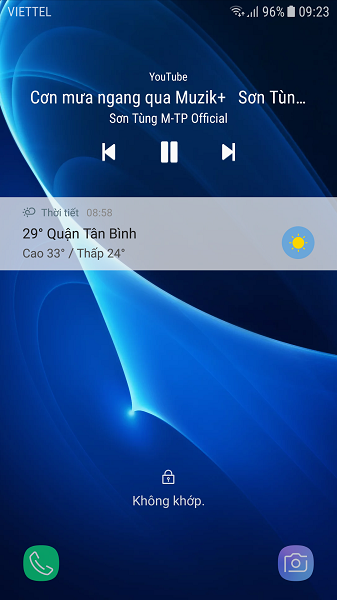 VIETTEL 96% 09:23
YouTube
Cơn mưa ngang qua Muzik+ Sơn Tùn...
Sơn Tùng M-TP Official
Thời tiết 08:58
29° Quận Tân Bình
Cao 33° / Thấp 24°
Không khớp.